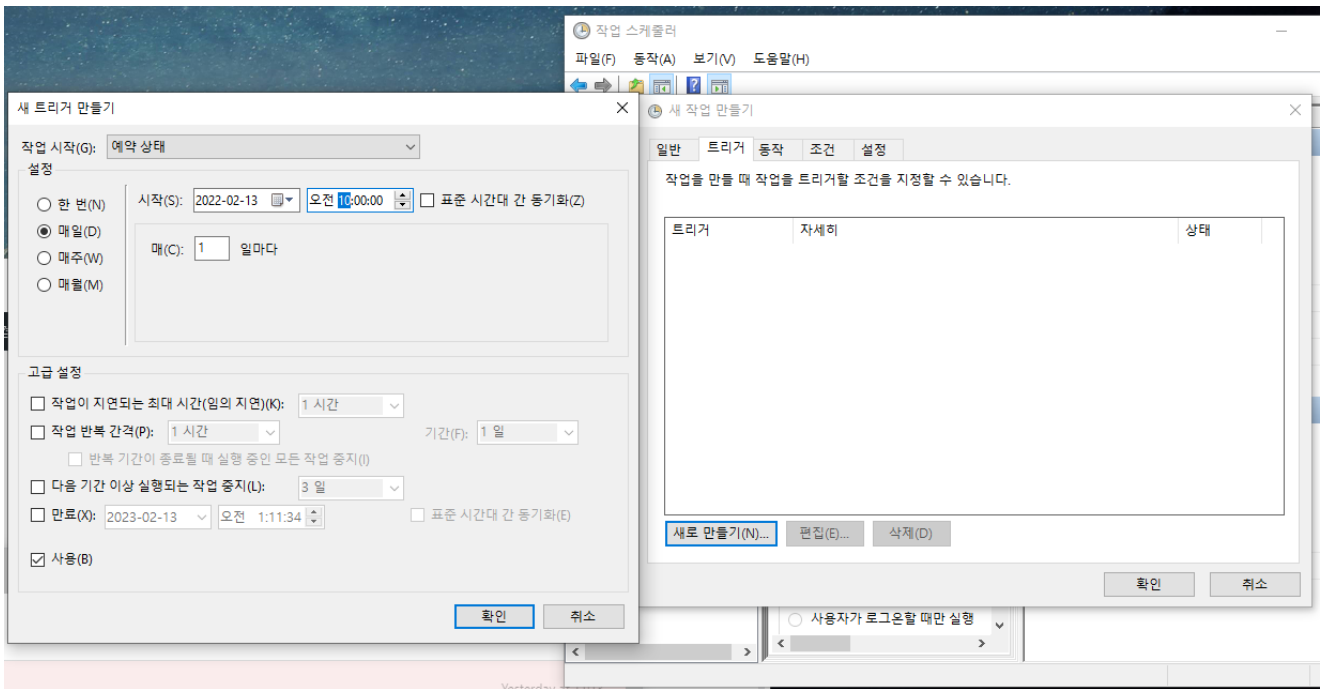 작업 스케줄러
파일(F) 동작(A) 보기(V) 도움말(H)
새 트리거 만들기
작업 시작(G): 예약 상태
설정
한 번(N)
매일(D)
매주(W)
매월(M)
시작(S): 2022-02-13 오전 10:00:00 표준 시간대 간 동기화(Z)
매(C): 1 일마다
고급 설정
작업이 지연되는 최대 시간(임의 지연)(K): 1 시간
작업 반복 간격(P): 1 시간 기간(F): 1 일
반복 기간이 종료될 때 실행 중인 모든 작업 중지(I)
다음 기간 이상 실행되는 작업 중지(L): 3 일
만료(X): 2023-02-13 오전 1:11:34 표준 시간대 간 동기화(E)
사용(B)
확인 취소
새 작업 만들기
일반 트리거 동작 조건 설정
작업을 만들 때 작업을 트리거할 조건을 지정할 수 있습니다.
트리거 자세히 상태
새로 만들기(N)... 편집(E)... 삭제(D)
확인 취소
사용자가 로그온할 때만 실행